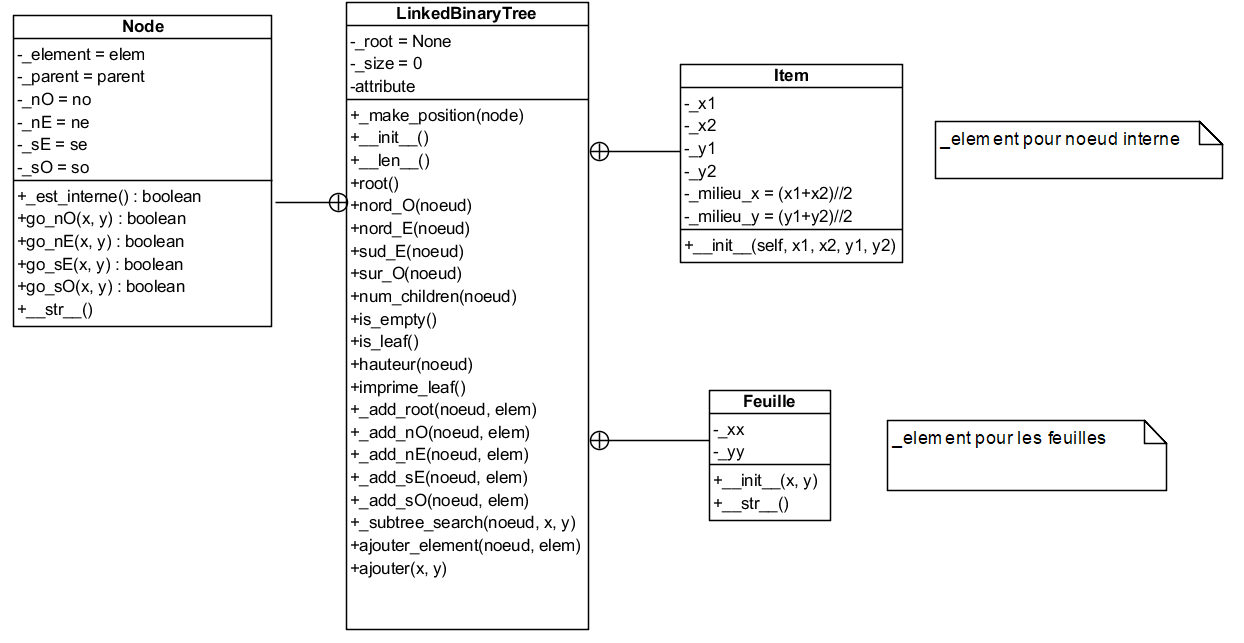 Node
-_element = elem
-_parent = parent
-_nO = no
-_nE = ne
-_sE = se
-_sO = so
+_est_interne() : boolean
+go_nO(x, y) : boolean
+go_nE(x, y) : boolean
+go_sE(x, y) : boolean
+go_sO(x, y) : boolean
+__str__()
LinkedBinaryTree
-_root = None
-_size = 0
-attribute
+_make_position(node)
+__init__()
+__len__()
+root()
+nord_O(noeud)
+nord_E(noeud)
+sud_E(noeud)
+sur_O(noeud)
+num_children(noeud)
+is_empty()
+is_leaf()
+hauteur(noeud)
+imprime_leaf()
+_add_root(noeud, elem)
+_add_nO(noeud, elem)
+_add_nE(noeud, elem)
+_add_sE(noeud, elem)
+_add_sO(noeud, elem)
+_subtree_search(noeud, x, y)
+ajouter_element(noeud, elem)
+ajouter(x, y)
Item
-_x1
-_x2
-_y1
-_y2
-_milieu_x = (x1+x2)//2
-_milieu_y = (y1+y2)//2
+__init__(self, x1, x2, y1, y2)
_element pour noeud interne
Feuille
-_xx
-_yy
+__init__(x, y)
+__str__()
_element pour les feuilles